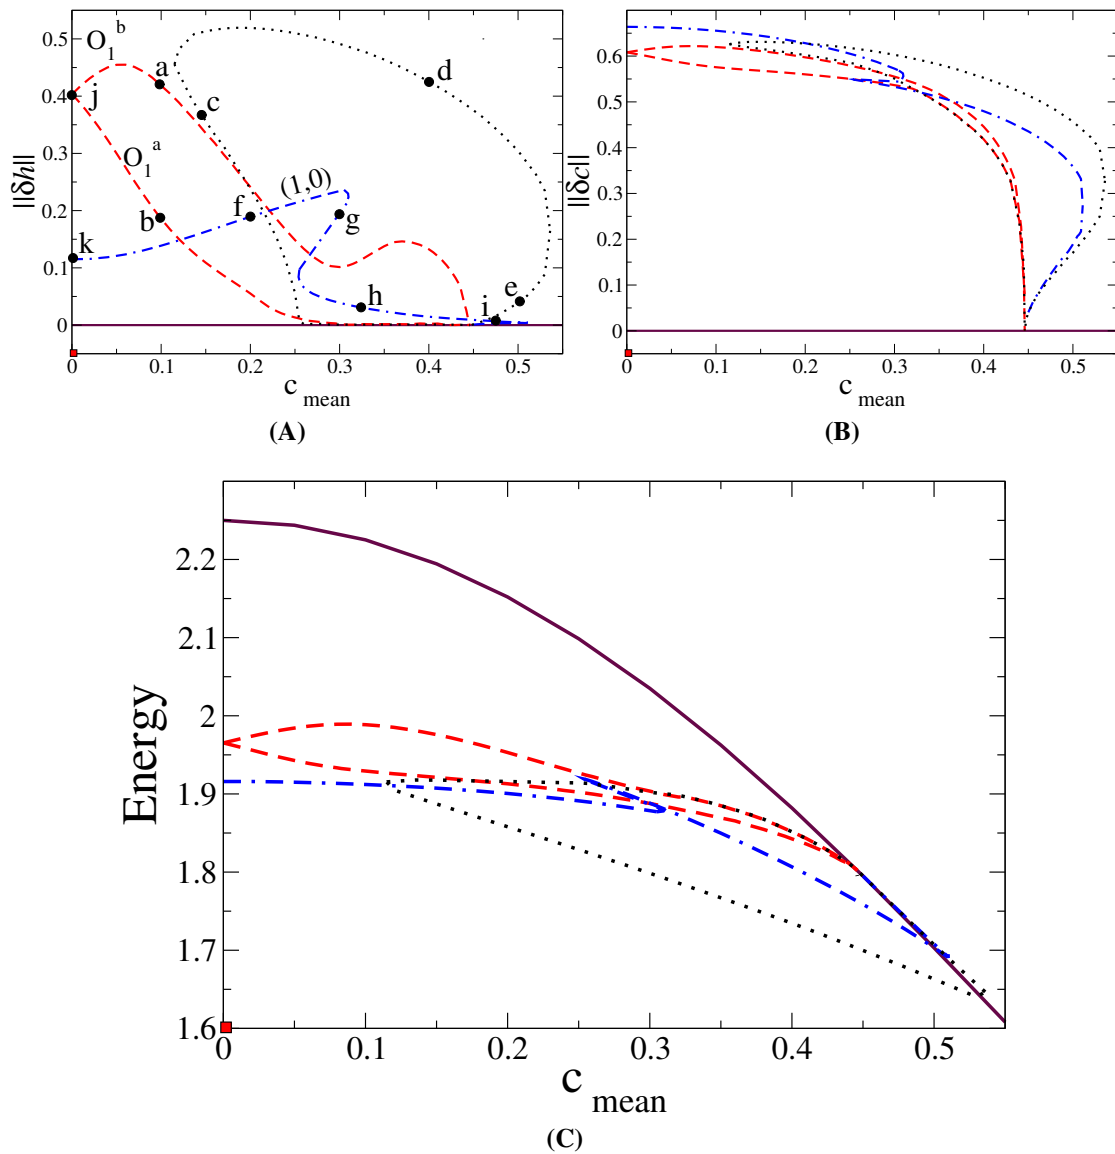 0.5
0.4
0.3
0.2
0.1
0
||δh||
O₁ᵇ
a
j
c
d
O₁ᵃ
(1,0)
b
f
g
k
h
i
e
0 0.1 0.2 0.3 0.4 0.5
c mean
(A)
0.6
0.5
0.4
0.3
0.2
0.1
0
||δc||
0 0.1 0.2 0.3 0.4 0.5
c mean
(B)
2.2
2.1
2
1.9
1.8
1.7
1.6
Energy
0 0.1 0.2 0.3 0.4 0.5
c mean
(C)